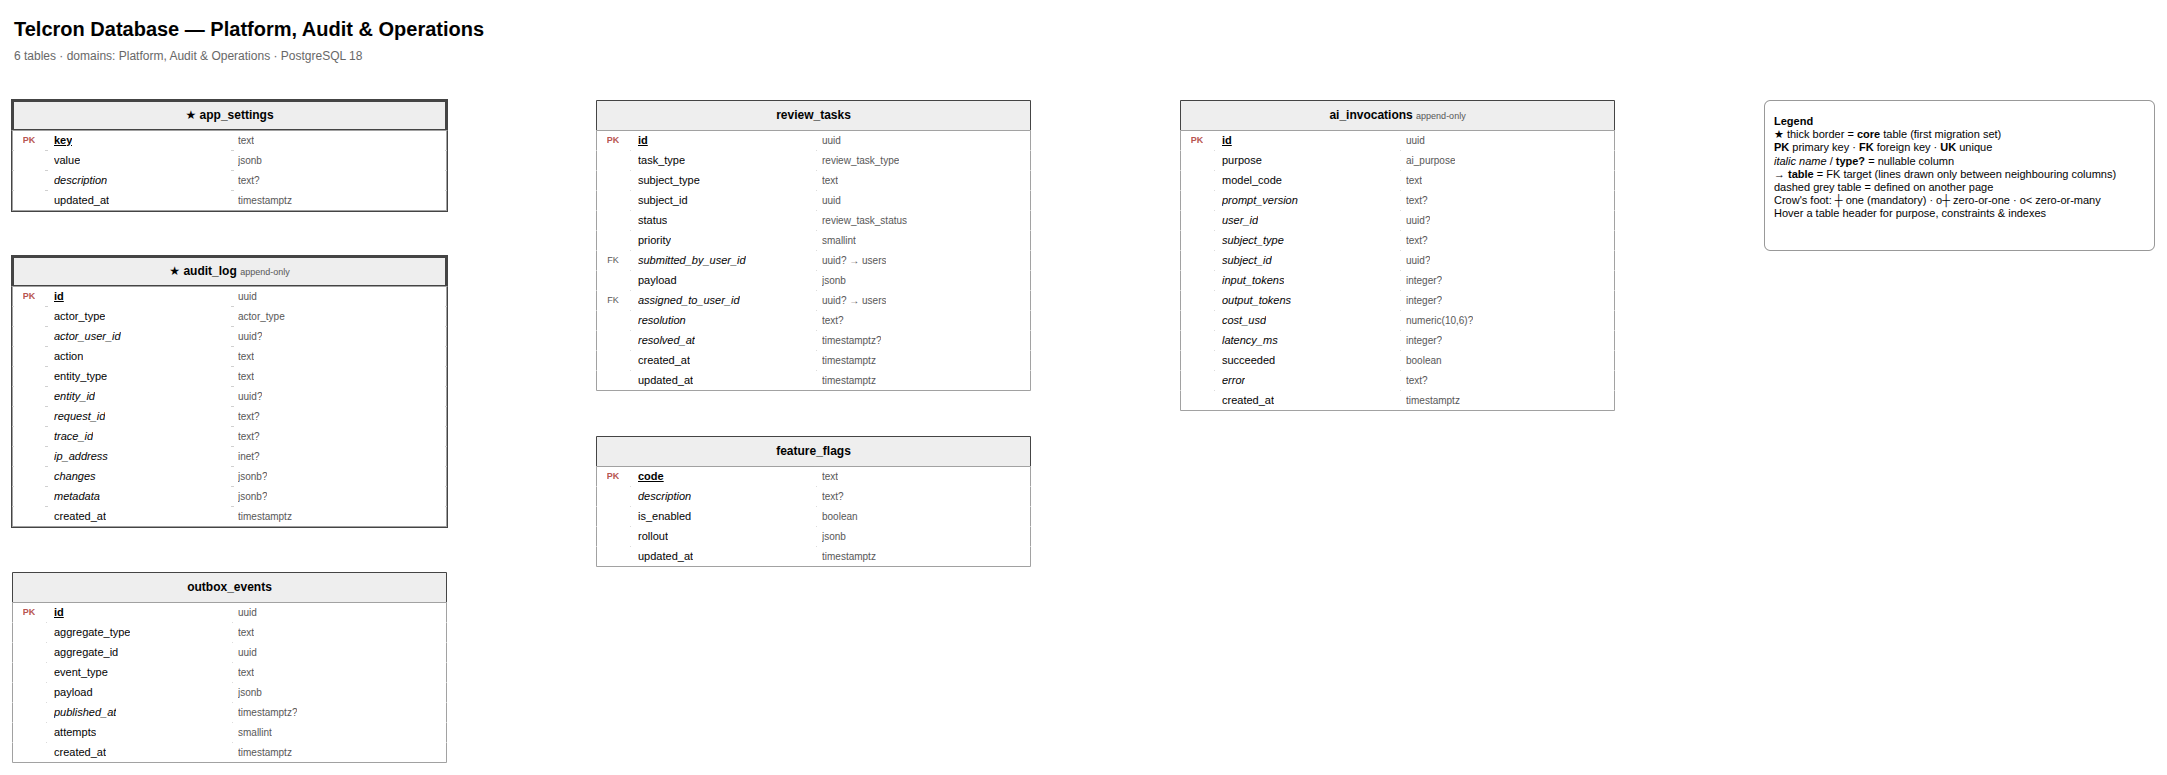 Telcron Database — Platform, Audit & Operations
6 tables · domains: Platform, Audit & Operations · PostgreSQL 18
★ app_settings
PK key text
value jsonb
description text?
updated_at timestamptz
★ audit_log append-only
PK id uuid
actor_type actor_type
actor_user_id uuid?
action text
entity_type text
entity_id uuid?
request_id text?
trace_id text?
ip_address inet?
changes jsonb?
metadata jsonb?
created_at timestamptz
outbox_events
PK id uuid
aggregate_type text
aggregate_id uuid
event_type text
payload jsonb
published_at timestamptz?
attempts smallint
created_at timestamptz
review_tasks
PK id uuid
task_type review_task_type
subject_type text
subject_id uuid
status review_task_status
priority smallint
FK submitted_by_user_id uuid? → users
payload jsonb
FK assigned_to_user_id uuid? → users
resolution text?
resolved_at timestamptz?
created_at timestamptz
updated_at timestamptz
feature_flags
PK code text
description text?
is_enabled boolean
rollout jsonb
updated_at timestamptz
ai_invocations append-only
PK id uuid
purpose ai_purpose
model_code text
prompt_version text?
user_id uuid?
subject_type text?
subject_id uuid?
input_tokens integer?
output_tokens integer?
cost_usd numeric(10,6)?
latency_ms integer?
succeeded boolean
error text?
created_at timestamptz
Legend
★ thick border = core table (first migration set)
PK primary key · FK foreign key · UK unique
italic name / type? = nullable column
→ table = FK target (lines drawn only between neighbouring columns)
dashed grey table = defined on another page
Crow's foot: ┼ one (mandatory) · o┼ zero-or-one · o< zero-or-many
Hover a table header for purpose, constraints & indexes